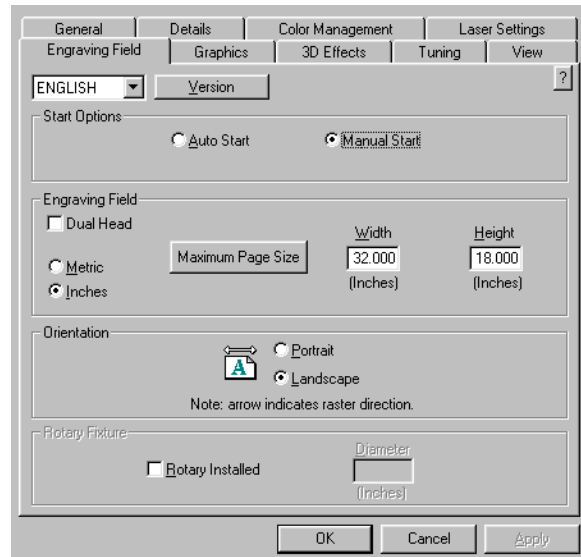 General Details Color Management Laser Settings
Engraving Field Graphics 3D Effects Tuning View
ENGLISH Version ?
Start Options
Auto Start Manual Start
Engraving Field
Dual Head
Width Height
Metric Maximum Page Size 32.000 18.000
Inches (Inches) (Inches)
Orientation
Portrait
A
Landscape
Note: arrow indicates raster direction.
Rotary Fixture
Diameter
Rotary Installed
(Inches)
OK Cancel Apply